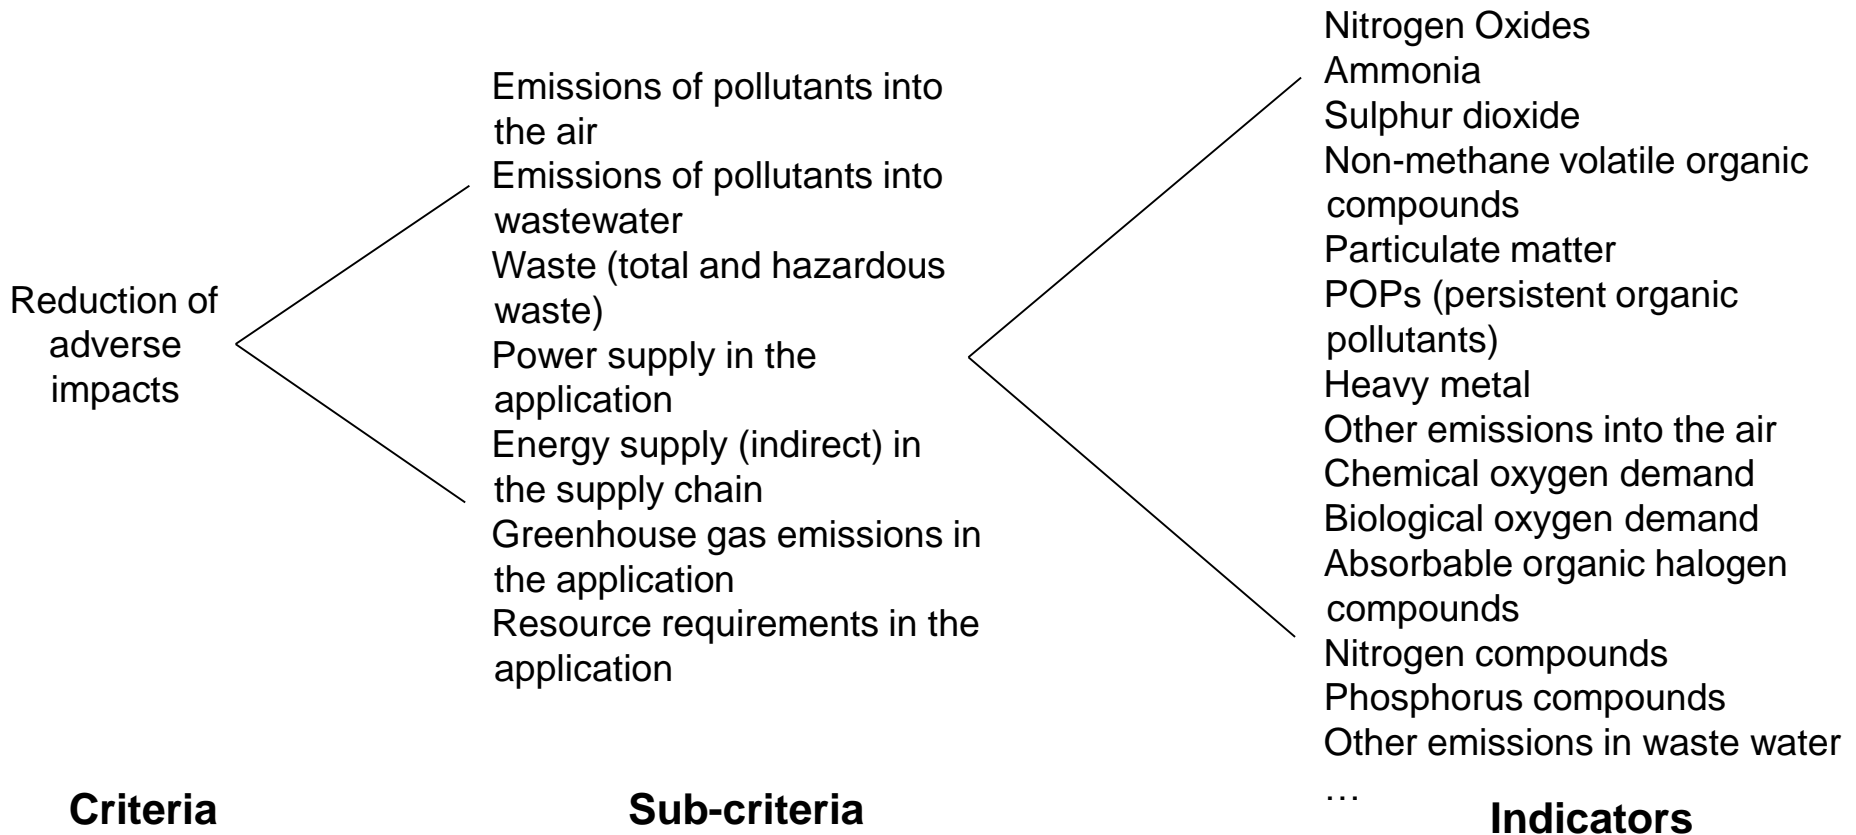 Reduction of
adverse
impacts
Criteria
Emissions of pollutants into
the air
Emissions of pollutants into
wastewater
Waste (total and hazardous
waste)
Power supply in the
application
Energy supply (indirect) in
the supply chain
Greenhouse gas emissions in
the application
Resource requirements in the
application
Sub-criteria
Nitrogen Oxides
Ammonia
Sulphur dioxide
Non-methane volatile organic
compounds
Particulate matter
POPs (persistent organic
pollutants)
Heavy metal
Other emissions into the air
Chemical oxygen demand
Biological oxygen demand
Absorbable organic halogen
compounds
Nitrogen compounds
Phosphorus compounds
Other emissions in waste water
…
Indicators